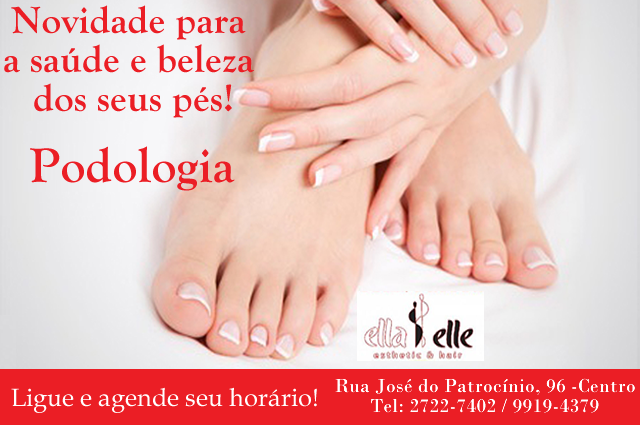 Novidade para
a saúde e beleza
dos seus pés!
Podologia
ella elle
esthetic & hair
Ligue e agende seu horário!
Rua José do Patrocínio, 96 -Centro
Tel: 2722-7402 / 9919-4379